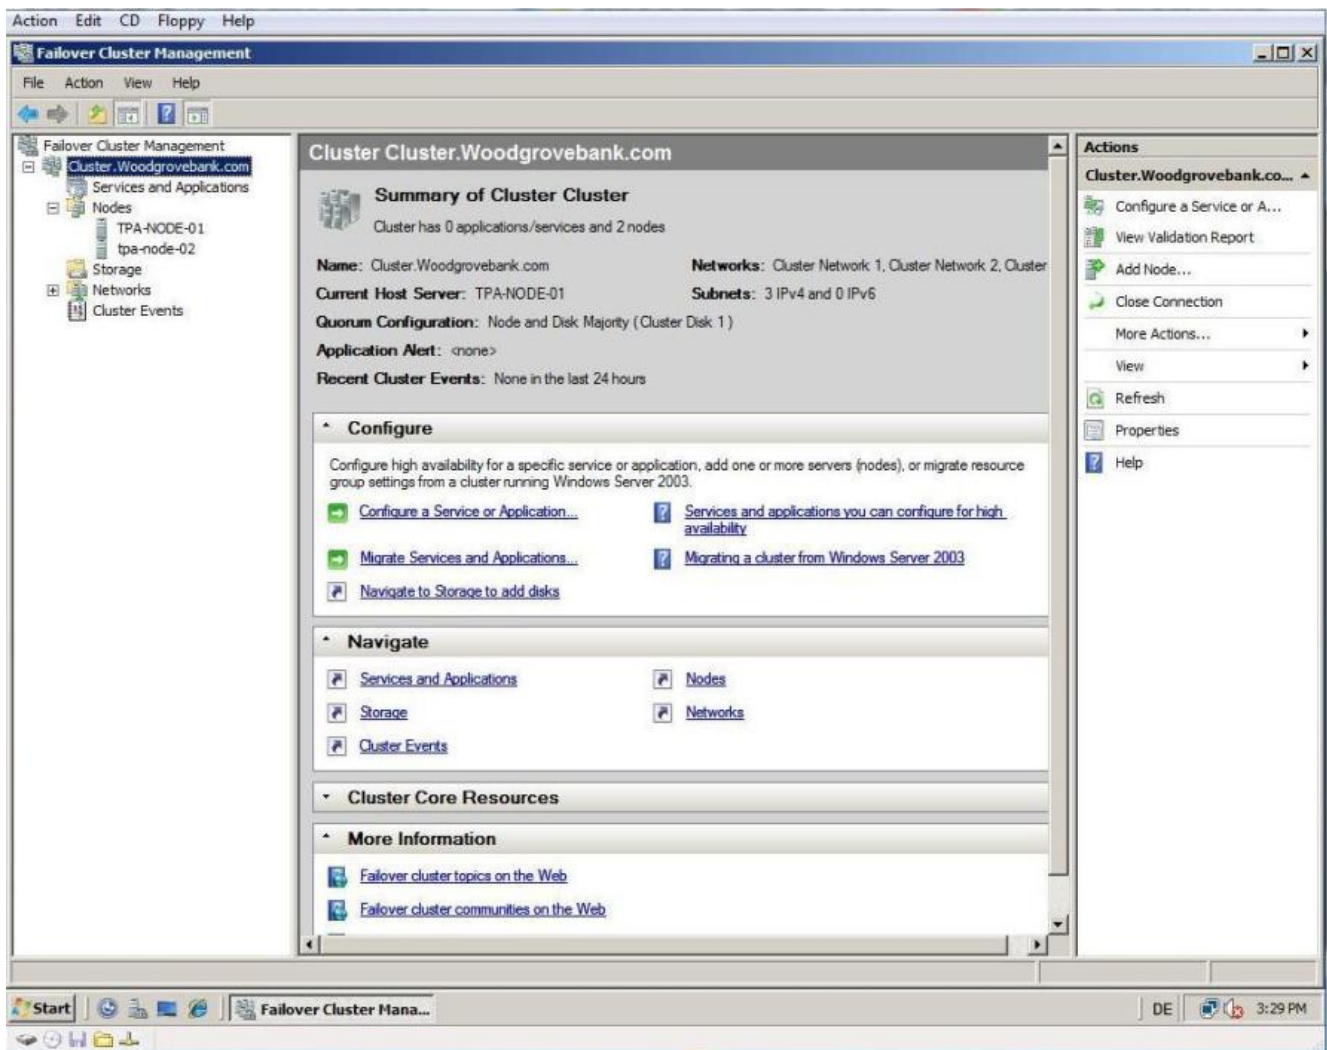 Action Edit CD Floppy Help
Failover Cluster Management
File Action View Help
Failover Cluster Management
Cluster.Woodgrovebank.com
Services and Applications
Nodes
TPA-NODE-01
tpa-node-02
Storage
Networks
Cluster Events
Cluster Cluster.Woodgrovebank.com
Summary of Cluster Cluster
Cluster has 0 applications/services and 2 nodes
Name: Cluster.Woodgrovebank.com
Networks: Cluster Network 1, Cluster Network 2, Cluster
Current Host Server: TPA-NODE-01
Subnets: 3 IPv4 and 0 IPv6
Quorum Configuration: Node and Disk Majority (Cluster Disk 1)
Application Alert: <none>
Recent Cluster Events: None in the last 24 hours
Configure
Configure high availability for a specific service or application, add one or more servers (nodes), or migrate resource
group settings from a cluster running Windows Server 2003.
Configure a Service or Application...
Services and applications you can configure for high
availability
Migrate Services and Applications...
Migrating a cluster from Windows Server 2003
Navigate to Storage to add disks
Navigate
Services and Applications
Nodes
Storage
Networks
Cluster Events
Cluster Core Resources
More Information
Failover cluster topics on the Web
Failover cluster communities on the Web
Actions
Cluster.Woodgrovebank.co...
Configure a Service or A...
View Validation Report
Add Node...
Close Connection
More Actions...
View
Refresh
Properties
Help
Start
Failover Cluster Mana...
DE
3:29 PM